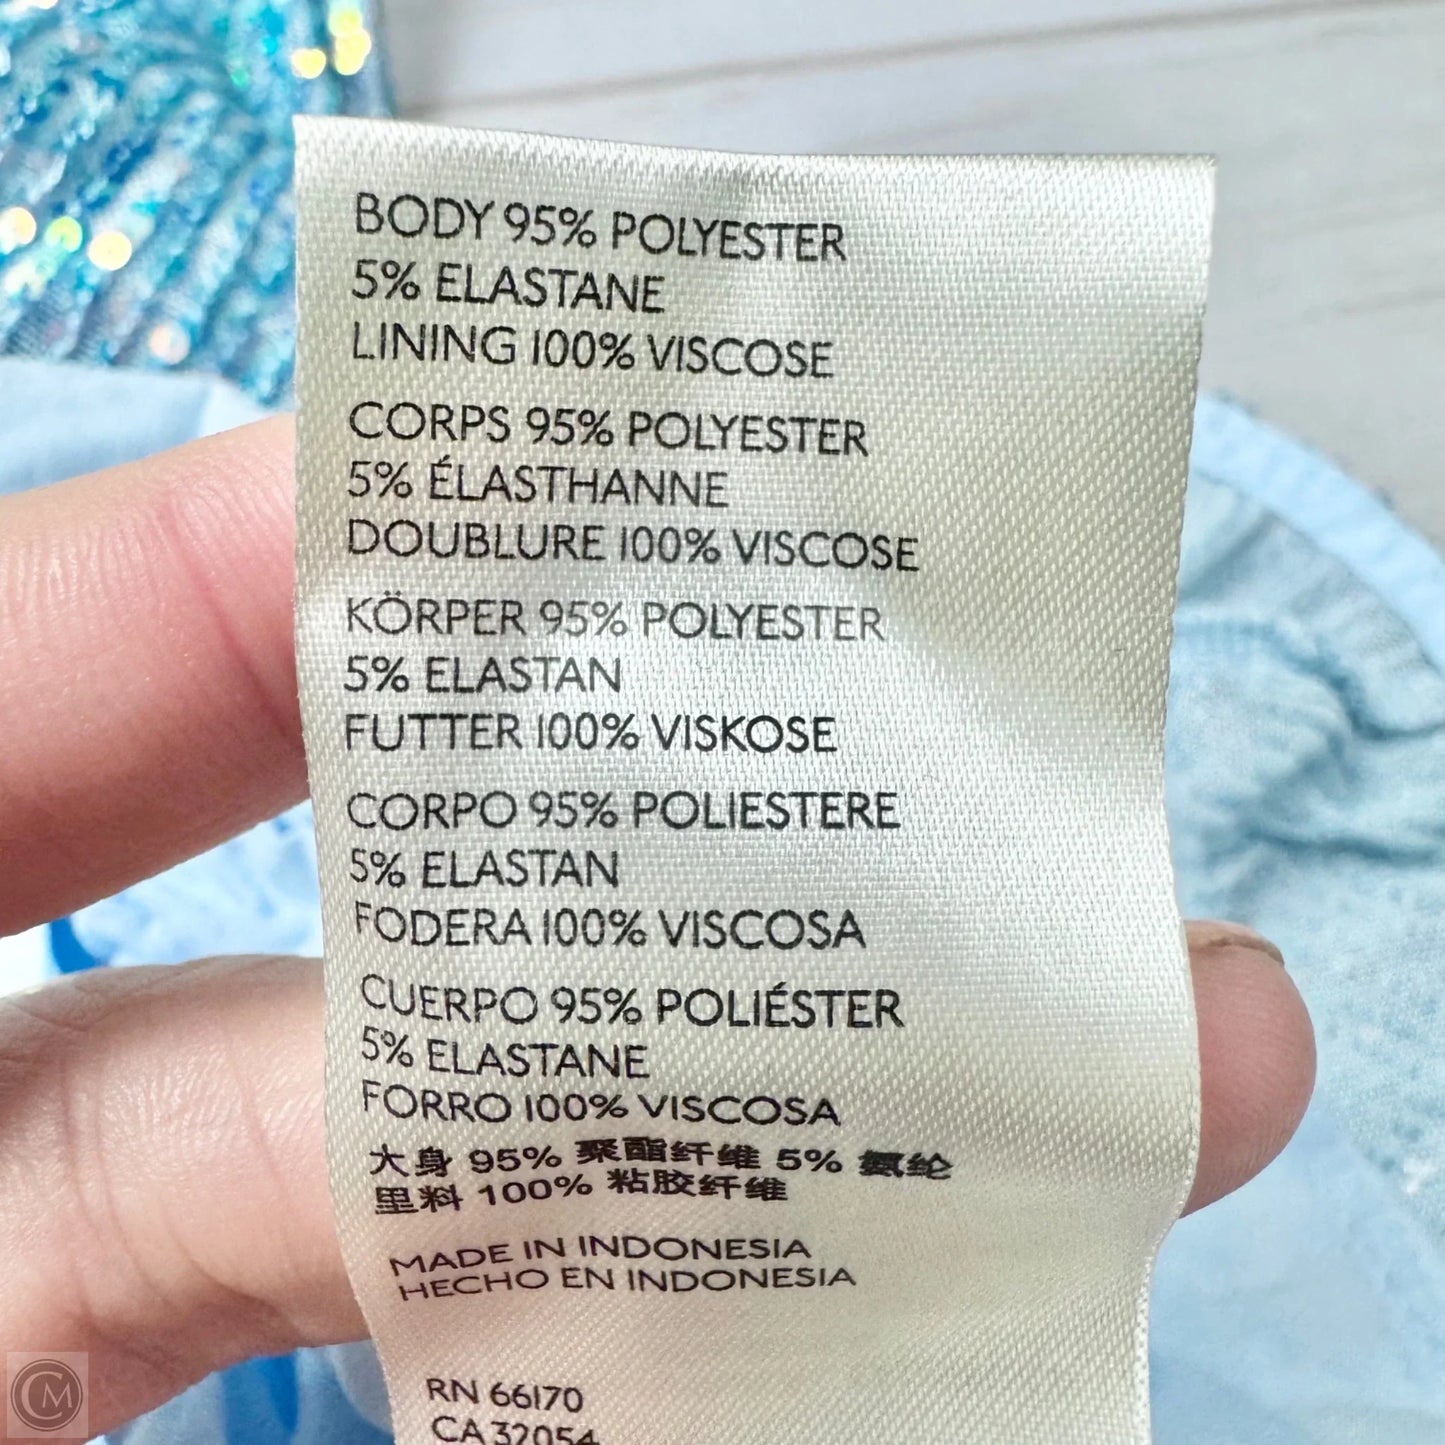 BODY 95% POLYESTER
5% ELASTANE
LINING 100% VISCOSE
CORPS 95% POLYESTER
5% ÉLASTHANNE
DOUBLURE 100% VISCOSE
KÖRPER 95% POLYESTER
5% ELASTAN
FUTTER 100% VISKOSE
CORPO 95% POLIESTERE
5% ELASTAN
FODERA 100% VISCOSA
CUERPO 95% POLIÉSTER
5% ELASTANE
FORRO 100% VISCOSA
大身 95% 聚酯纤维 5% 氨纶
里料 100% 粘胶纤维
MADE IN INDONESIA
HECHO EN INDONESIA
RN 66170
CA 32054
CM